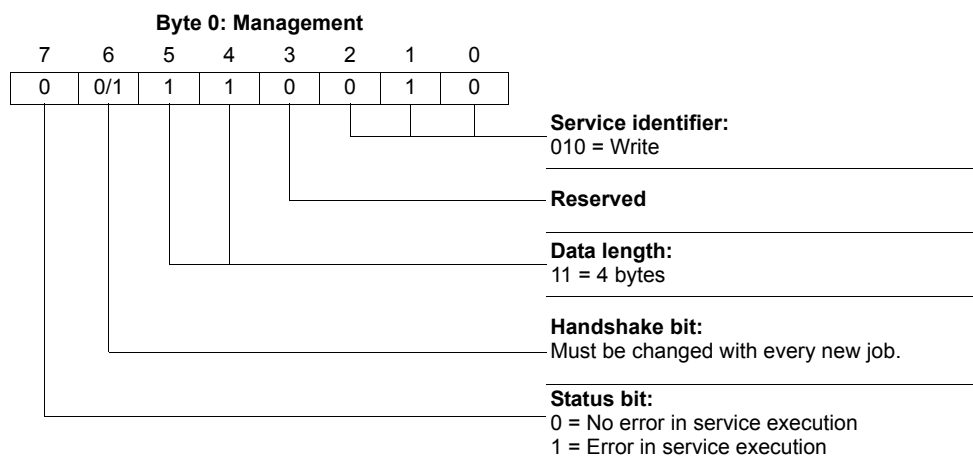 Byte 0: Management
7 6 5 4 3 2 1 0
0 0/1 1 1 0 0 1 0
Service identifier:
010 = Write
Reserved
Data length:
11 = 4 bytes
Handshake bit:
Must be changed with every new job.
Status bit:
0 = No error in service execution
1 = Error in service execution